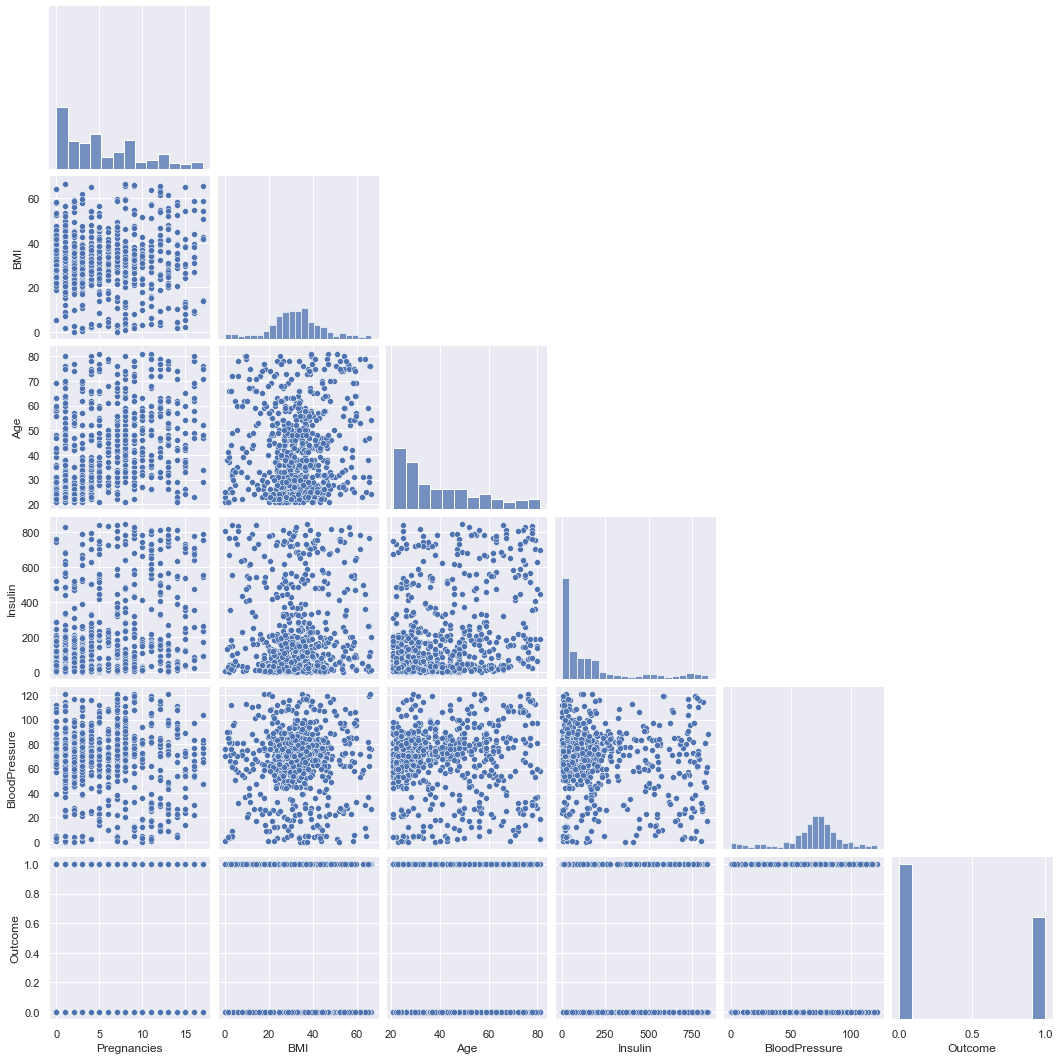 60
40
20
0
BMI
80
70
60
50
40
30
20
Age
800
600
400
200
0
Insulin
120
100
80
60
40
20
0
BloodPressure
1.0
0.8
0.6
0.4
0.2
0.0
Outcome
0 5 10 15
Pregnancies
0 20 40 60
BMI
20 40 60 80
Age
0 250 500 750
Insulin
0 50 100
BloodPressure
0.0 0.5 1.0
Outcome